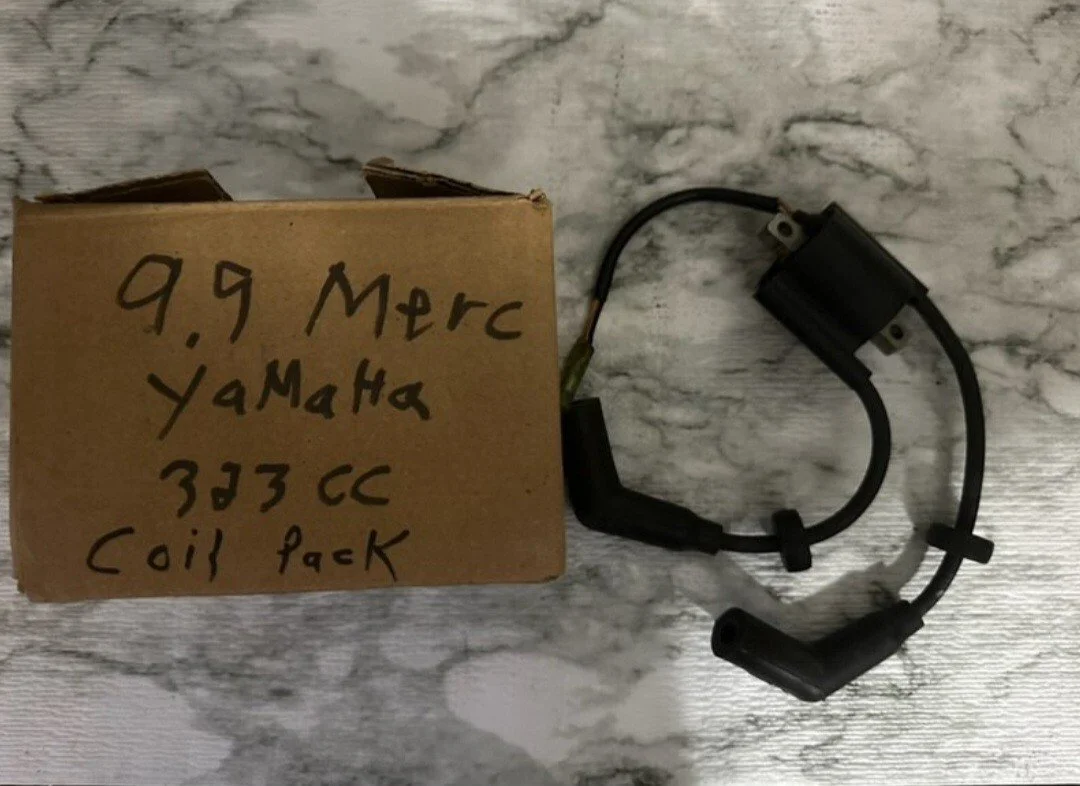 9.9 Merc
YaMaHa
323 CC
Coil Pack